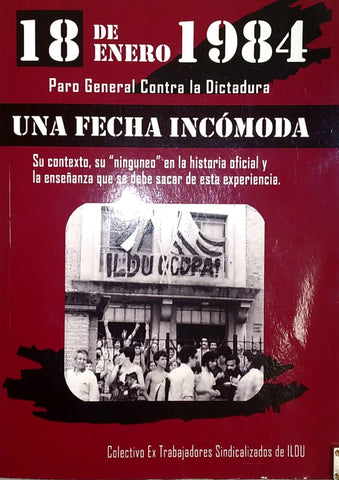 18 DE ENERO 1984
Paro General Contra la Dictadura
UNA FECHA INCÓMODA
Su contexto, su "ninguneo" en la historia oficial y
la enseñanza que se debe sacar de esta experiencia.
ILDU OCUPA!
Colectivo Ex Trabajadores Sindicalizados de ILDU